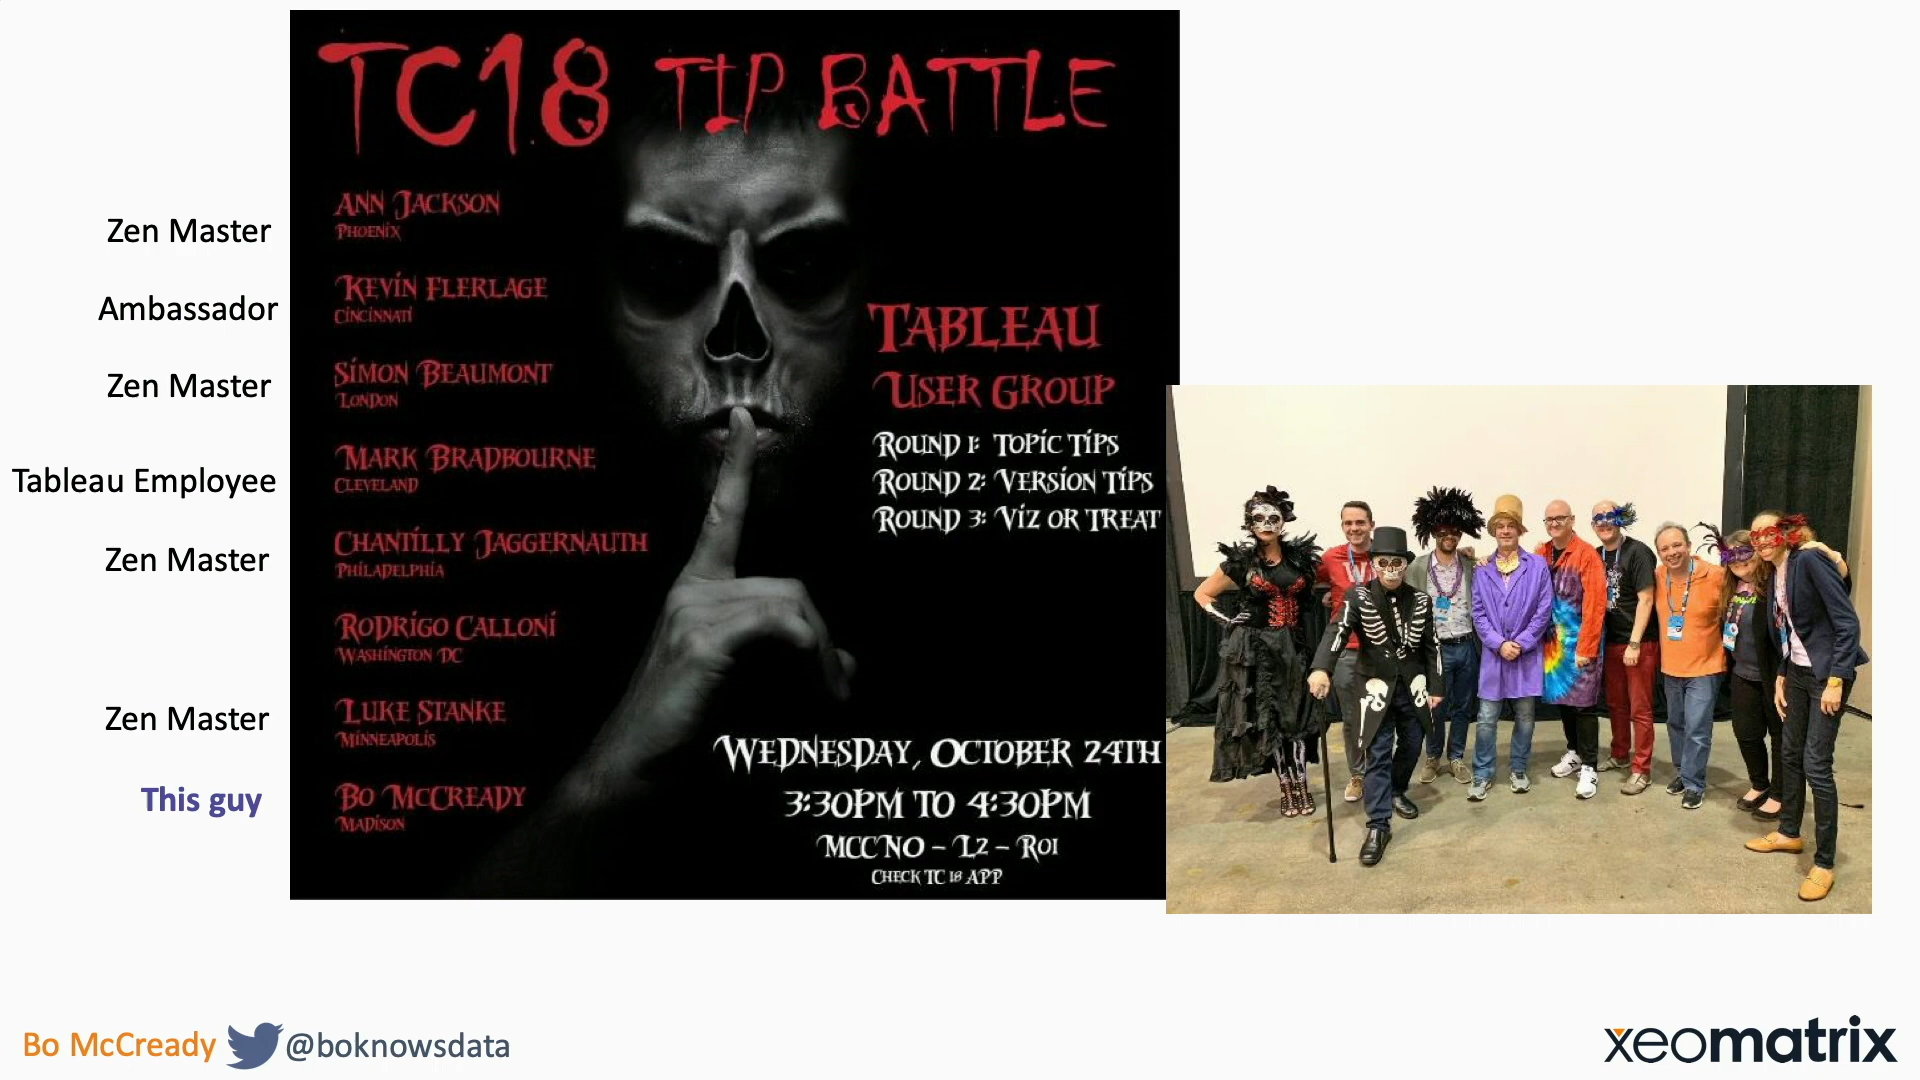 TC18 TIP BATTLE
Zen Master
Ann Jackson
Phoenix
Ambassador
Kevin Flerlage
Cincinnati
Zen Master
Simon Beaumont
London
Tableau Employee
Mark Bradbourne
Cleveland
Zen Master
Chantilly Jaggernauth
Philadelphia
Rodrigo Calloni
Washington DC
Zen Master
Luke Stanke
Minneapolis
This guy
Bo McCready
Madison
Tableau
User Group
Round 1: Topic Tips
Round 2: Version Tips
Round 3: Viz or Treat
Wednesday, October 24th
3:30PM to 4:30PM
MCCNO – L2 – R01
Check TC 18 APP
Bo McCready @boknowsdata
xeomatrix